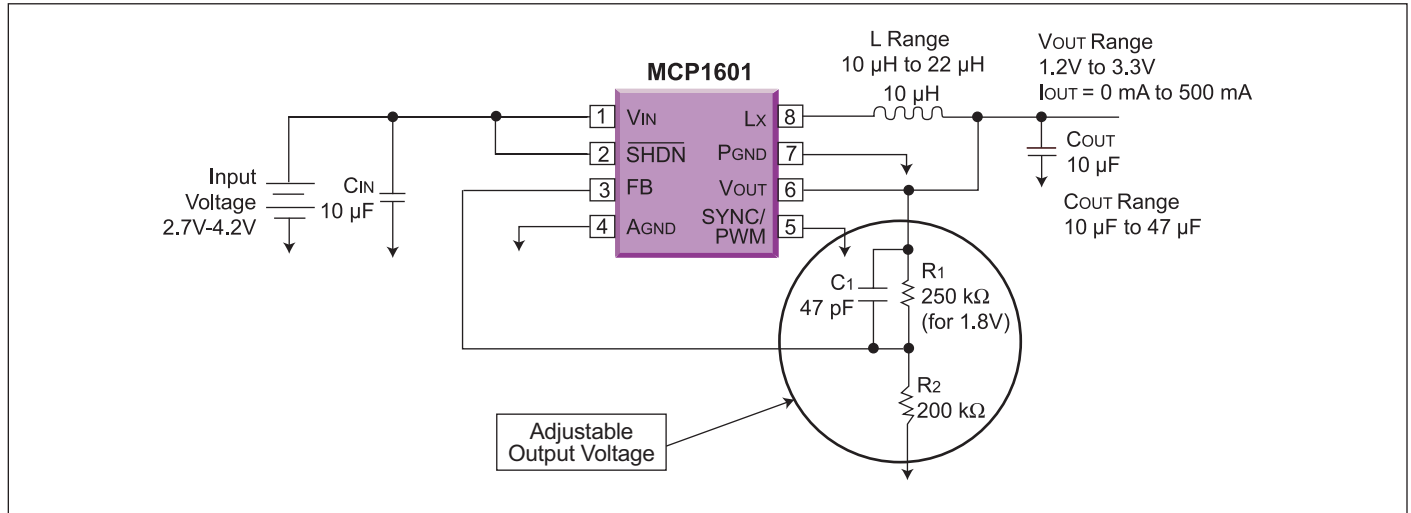 MCP1601
L Range
10 µH to 22 µH
10 µH
VOUT Range
1.2V to 3.3V
IOUT = 0 mA to 500 mA
Input
Voltage
2.7V-4.2V
CIN
10 µF
1 VIN
2 SHDN
3 FB
4 AGND
LX 8
PGND 7
VOUT 6
SYNC/
PWM 5
COUT
10 µF
COUT Range
10 µF to 47 µF
C1
47 pF
R1
250 kΩ
(for 1.8V)
R2
200 kΩ
Adjustable
Output Voltage